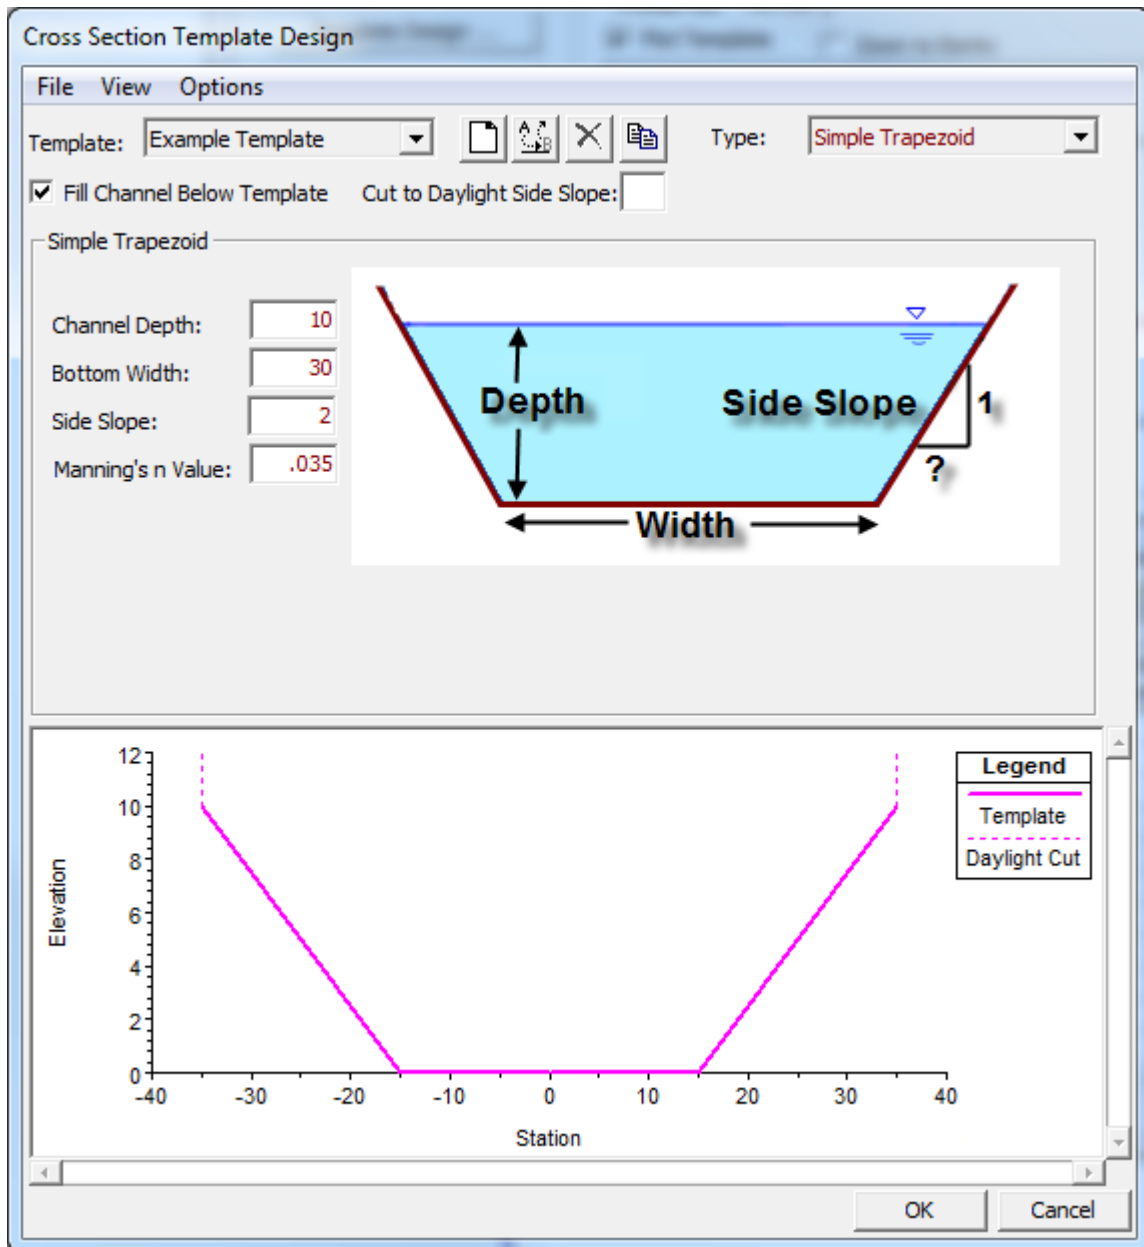 Cross Section Template Design
File View Options
Template: Example Template Type: Simple Trapezoid
Fill Channel Below Template Cut to Daylight Side Slope:
Simple Trapezoid
Channel Depth: 10
Bottom Width: 30
Side Slope: 2
Manning's n Value: .035
Depth
Side Slope
1
?
Width
12
10
8
6
4
2
0
Elevation
-40 -30 -20 -10 0 10 20 30 40
Station
Legend
Template
Daylight Cut
OK Cancel